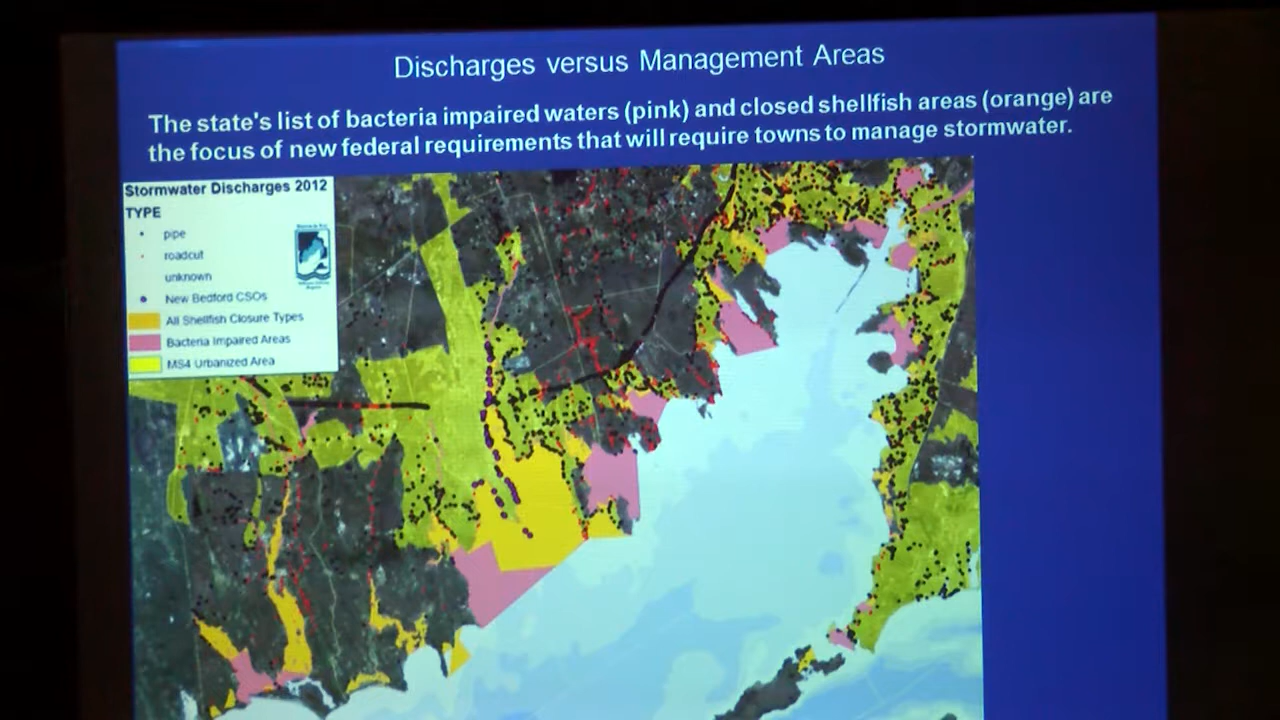 Discharges versus Management Areas
The state's list of bacteria impaired waters (pink) and closed shellfish areas (orange) are
the focus of new federal requirements that will require towns to manage stormwater.
Stormwater Discharges 2012
TYPE
pipe
roadcut
unknown
New Bedford CSOs
All Shellfish Closure Types
Bacteria Impaired Areas
MS4 Urbanized Area